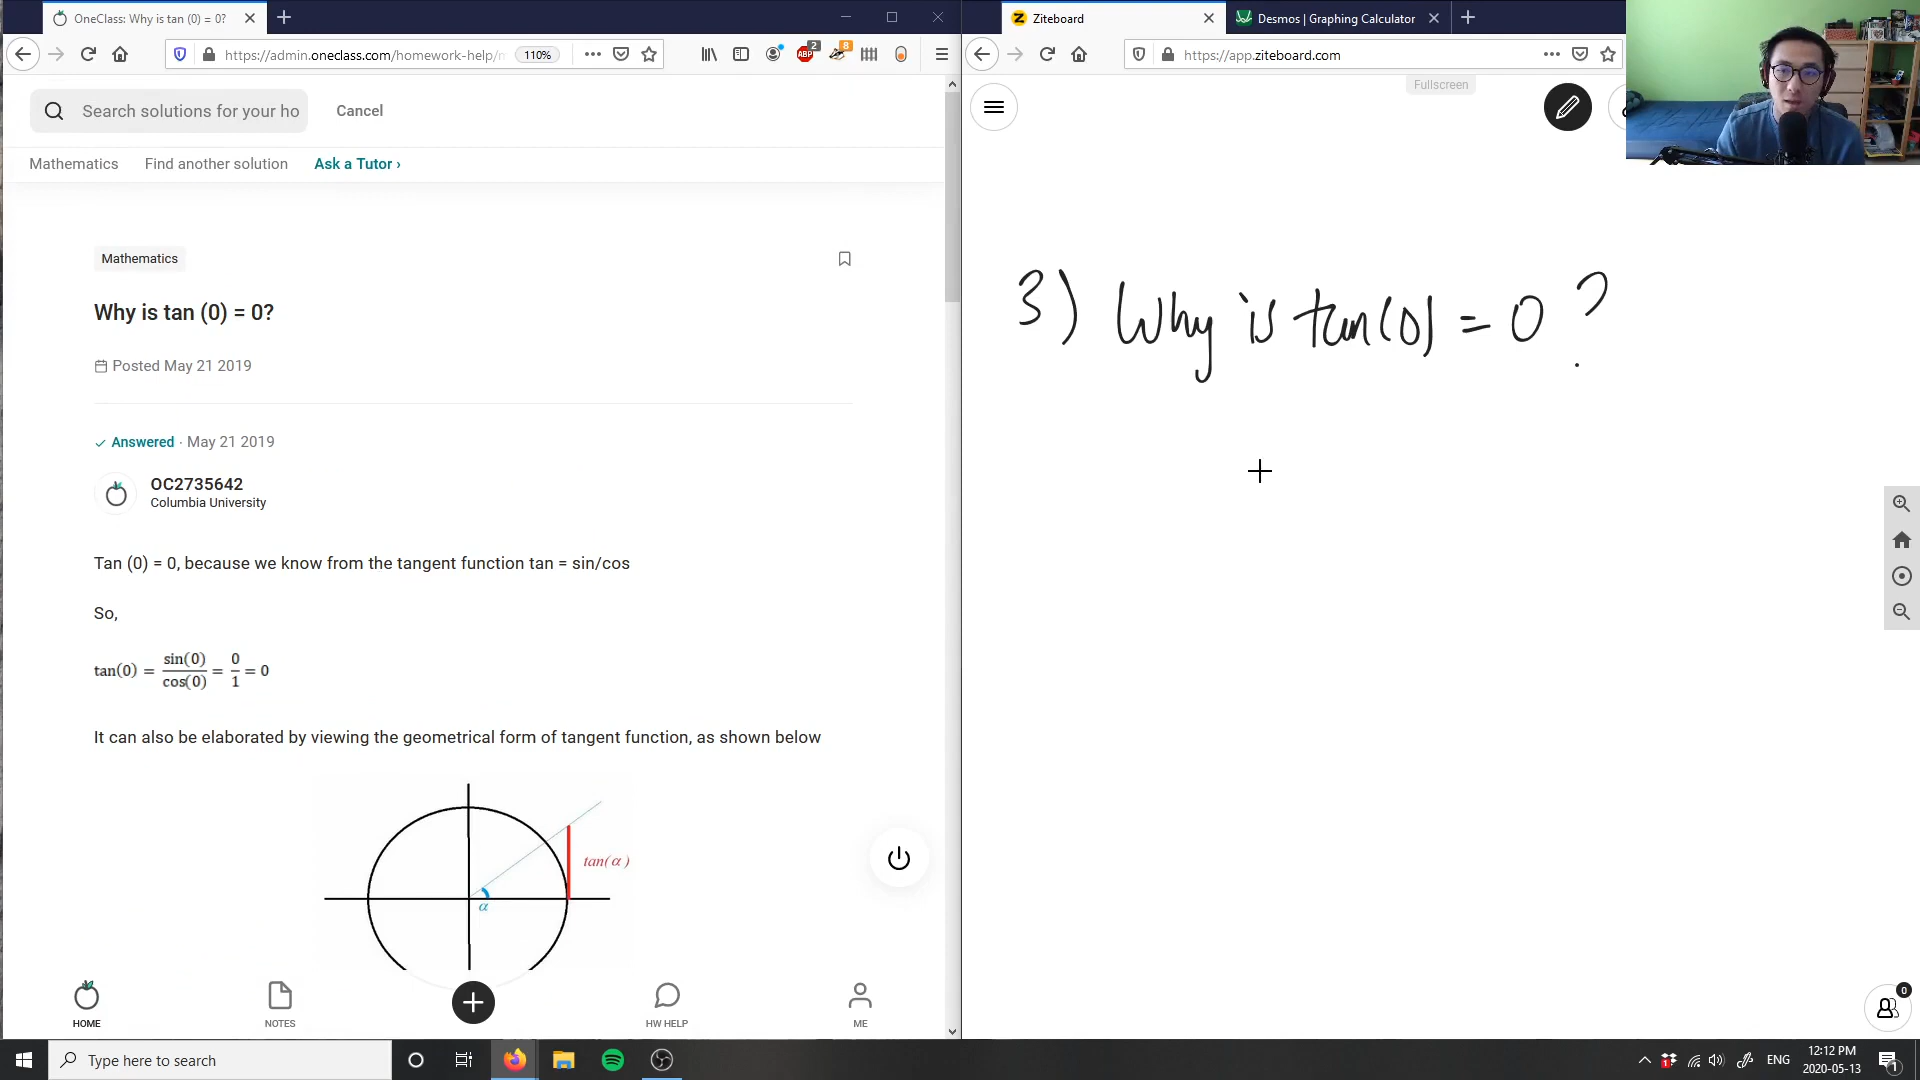 OneClass: Why is tan (0) = 0?
https://admin.oneclass.com/homework-help/m
110%
ABP
2
8
Search solutions for your ho
Cancel
Mathematics
Find another solution
Ask a Tutor ›
Mathematics
Why is tan (0) = 0?
Posted May 21 2019
Answered · May 21 2019
OC2735642
Columbia University
Tan (0) = 0, because we know from the tangent function tan = sin/cos
So,
tan(0) = sin(0)/cos(0) = 0/1 = 0
It can also be elaborated by viewing the geometrical form of tangent function, as shown below
tan(α)
α
HOME
NOTES
HW HELP
ME
Ziteboard
Desmos | Graphing Calculator
https://app.ziteboard.com
Fullscreen
3) Why is tan(0) = 0 ?
0
Type here to search
ENG
12:12 PM
2020-05-13
1